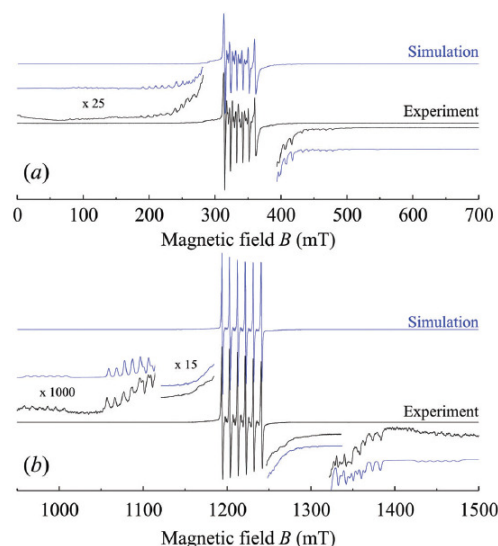 Simulation
x 25
Experiment
(a)
0 100 200 300 400 500 600 700
Magnetic field B (mT)
Simulation
x 15
x 1000
Experiment
(b)
1000 1100 1200 1300 1400 1500
Magnetic field B (mT)